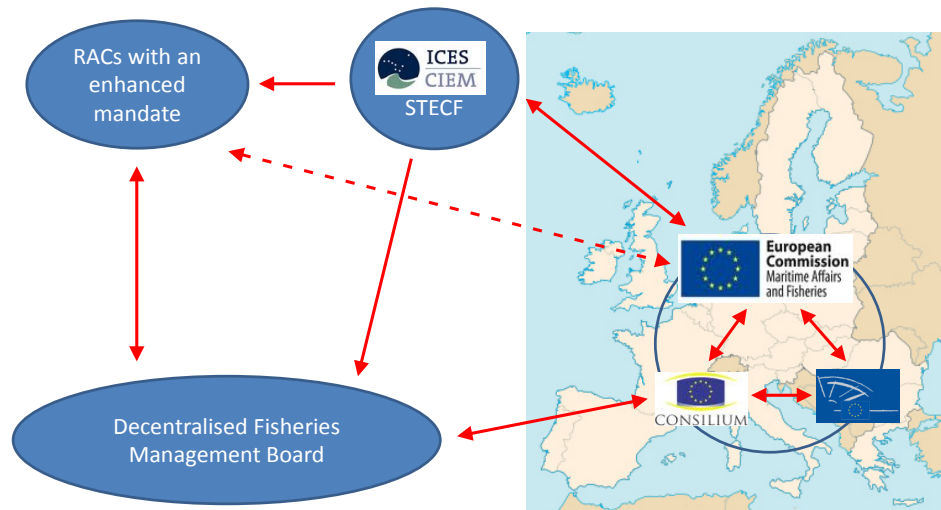 RACs with an
enhanced
mandate
ICES
CIEM
STECF
European
Commission
Maritime Affairs
and Fisheries
CONSILIUM
Decentralised Fisheries
Management Board